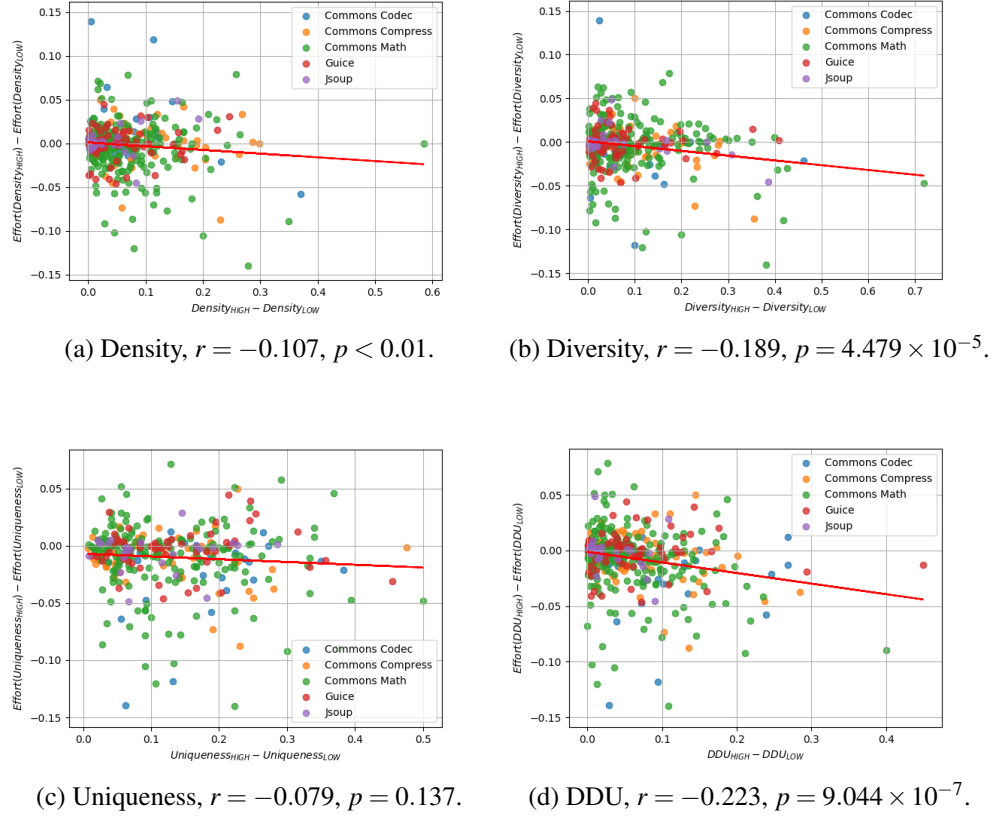 0.15
0.10
0.05
0.00
−0.05
−0.10
−0.15
Effort(Density_HIGH) − Effort(Density_LOW)
Commons Codec
Commons Compress
Commons Math
Guice
Jsoup
0.0 0.1 0.2 0.3 0.4 0.5 0.6
Density_HIGH − Density_LOW
(a) Density, r = −0.107, p < 0.01.
0.15
0.10
0.05
0.00
−0.05
−0.10
−0.15
Effort(Diversity_HIGH) − Effort(Diversity_LOW)
Commons Codec
Commons Compress
Commons Math
Guice
Jsoup
0.0 0.1 0.2 0.3 0.4 0.5 0.6 0.7
Diversity_HIGH − Diversity_LOW
(b) Diversity, r = −0.189, p = 4.479 × 10⁻⁵.
0.05
0.00
−0.05
−0.10
−0.15
Effort(Uniqueness_HIGH) − Effort(Uniqueness_LOW)
Commons Codec
Commons Compress
Commons Math
Guice
Jsoup
0.0 0.1 0.2 0.3 0.4 0.5
Uniqueness_HIGH − Uniqueness_LOW
(c) Uniqueness, r = −0.079, p = 0.137.
0.05
0.00
−0.05
−0.10
−0.15
Effort(DDU_HIGH) − Effort(DDU_LOW)
Commons Codec
Commons Compress
Commons Math
Guice
Jsoup
0.0 0.1 0.2 0.3 0.4
DDU_HIGH − DDU_LOW
(d) DDU, r = −0.223, p = 9.044 × 10⁻⁷.